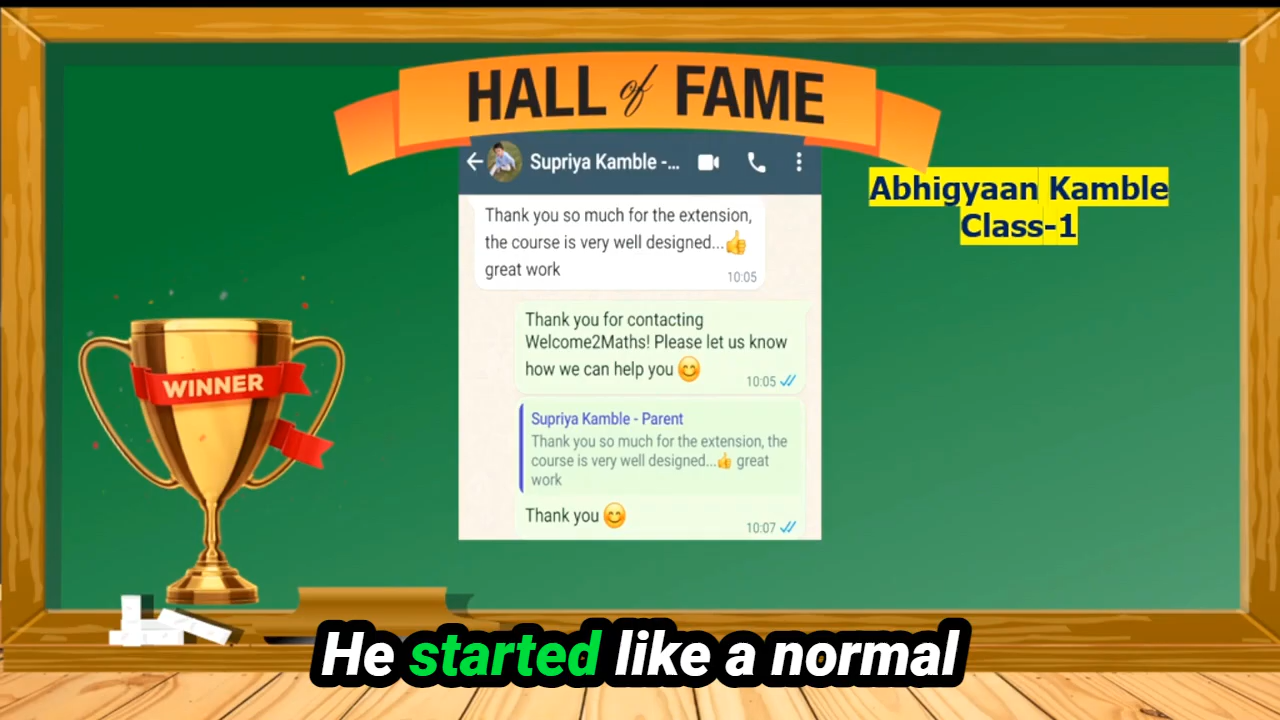 HALL of FAME
Supriya Kamble -...
Abhigyaan Kamble
Class-1
Thank you so much for the extension,
the course is very well designed...👍
great work
10:05
Thank you for contacting
Welcome2Maths! Please let us know
how we can help you 😊
10:05
Supriya Kamble - Parent
Thank you so much for the extension, the
course is very well designed...👍 great
work
Thank you 😊
10:07
WINNER
He started like a normal